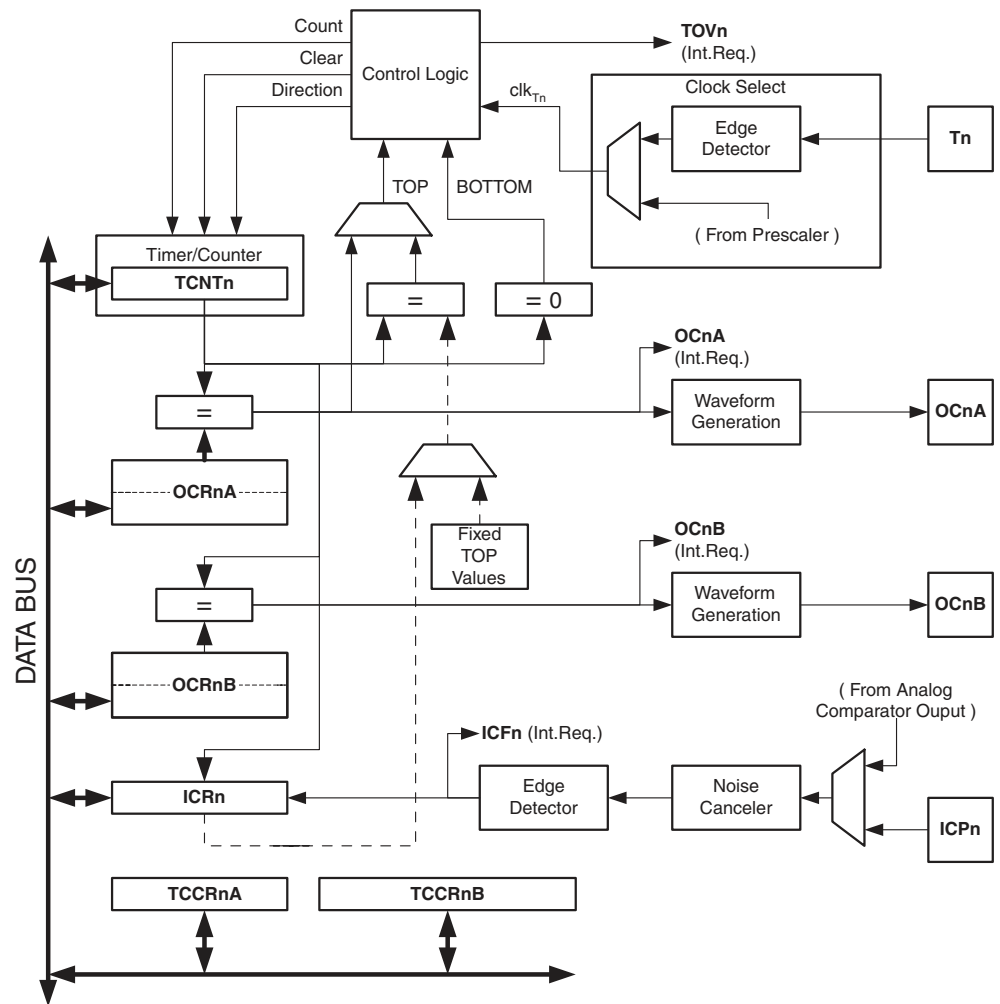 Count
Clear
Direction
Control Logic
TOVn
(Int.Req.)
clkTn
Clock Select
Edge
Detector
Tn
( From Prescaler )
TOP
BOTTOM
Timer/Counter
TCNTn
=
= 0
OCnA
(Int.Req.)
=
Waveform
Generation
OCnA
OCRnA
Fixed
TOP
Values
OCnB
(Int.Req.)
=
Waveform
Generation
OCnB
OCRnB
DATA BUS
( From Analog
Comparator Ouput )
ICFn (Int.Req.)
ICRn
Edge
Detector
Noise
Canceler
ICPn
TCCRnA
TCCRnB